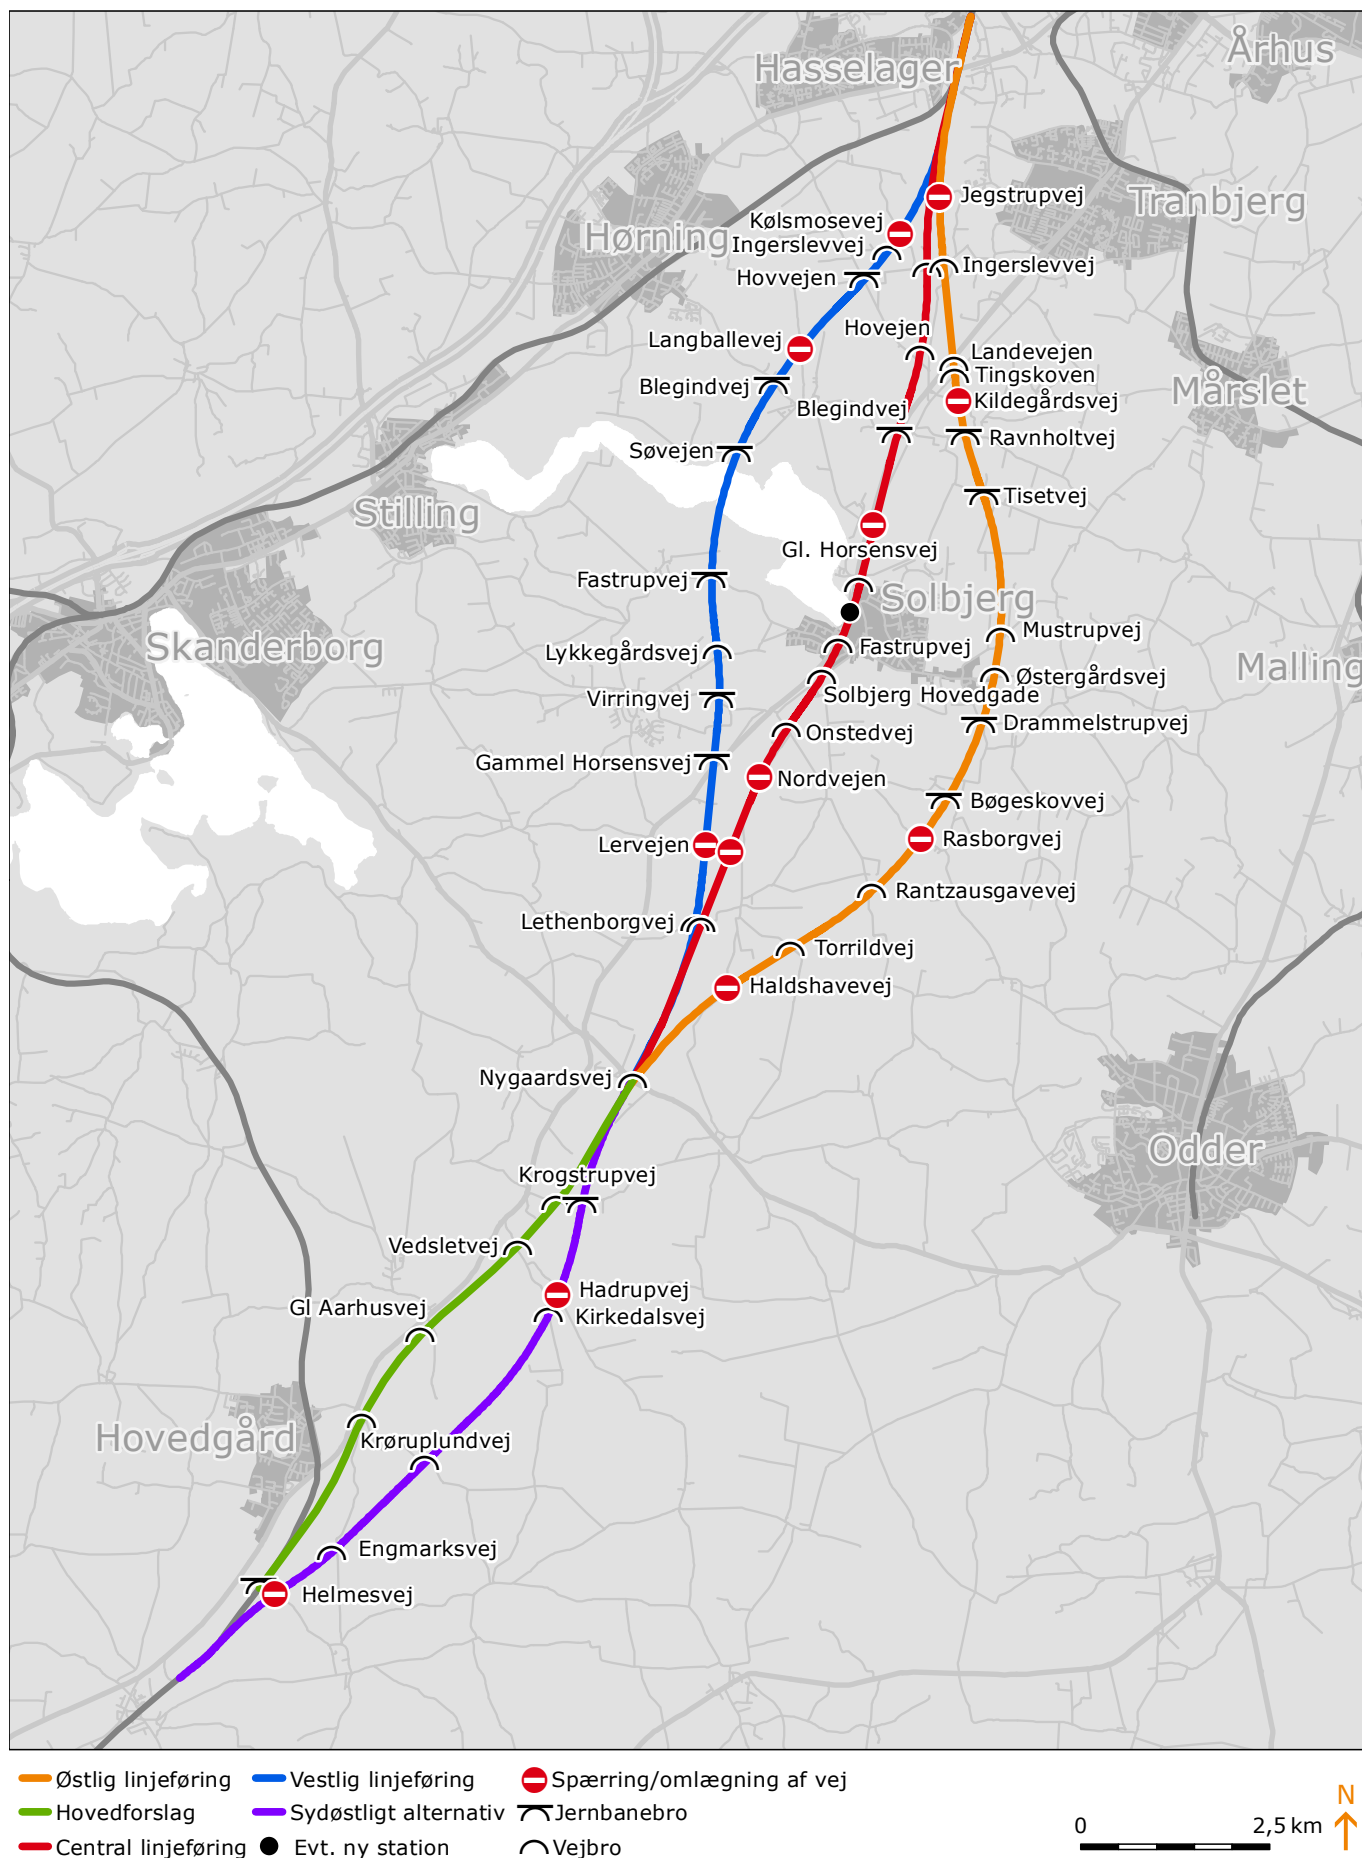 Århus
Hasselager
Jegstrupvej
Tranbjerg
Kølsmosevej
Hørning
Ingerslevvej
Ingerslevvej
Hovvejen
Hovejen
Langballevej
Landevejen
Tingskoven
Blegindvej
Mårslet
Kildegårdsvej
Blegindvej
Ravnholtvej
Søvejen
Tisetvej
Stilling
Gl. Horsensvej
Fastrupvej
Solbjerg
Mustrupvej
Skanderborg
Fastrupvej
Lykkegårdsvej
Malling
Østergårdsvej
Solbjerg Hovedgade
Virringvej
Drammelstrupvej
Onstedvej
Gammel Horsensvej
Nordvejen
Bøgeskovvej
Lervejen
Rasborgvej
Rantzausgavevej
Lethenborgvej
Torrildvej
Haldshavevej
Nygaardsvej
Odder
Krogstrupvej
Vedsletvej
Hadrupvej
Gl Aarhusvej
Kirkedalsvej
Hovedgård
Krøruplundvej
Engmarksvej
Helmesvej
Østlig linjeføring
Vestlig linjeføring
Spærring/omlægning af vej
Hovedforslag
Sydøstligt alternativ
Jernbanebro
Central linjeføring
Evt. ny station
Vejbro
0 2,5 km
N